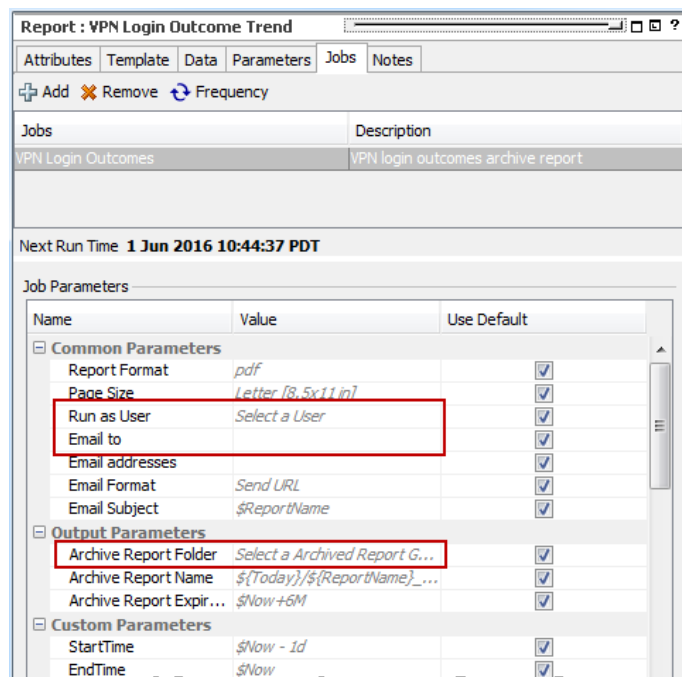 Report : VPN Login Outcome Trend ?
Attributes Template Data Parameters Jobs Notes
Add Remove Frequency
Jobs Description
VPN Login Outcomes VPN login outcomes archive report
Next Run Time 1 Jun 2016 10:44:37 PDT
Job Parameters
Name Value Use Default
Common Parameters
Report Format pdf
Page Size Letter [8.5x11 in]
Run as User Select a User
Email to
Email addresses
Email Format Send URL
Email Subject $ReportName
Output Parameters
Archive Report Folder Select a Archived Report G...
Archive Report Name ${Today}/${ReportName}_...
Archive Report Expir... $Now+6M
Custom Parameters
StartTime $Now - 1d
EndTime $Now